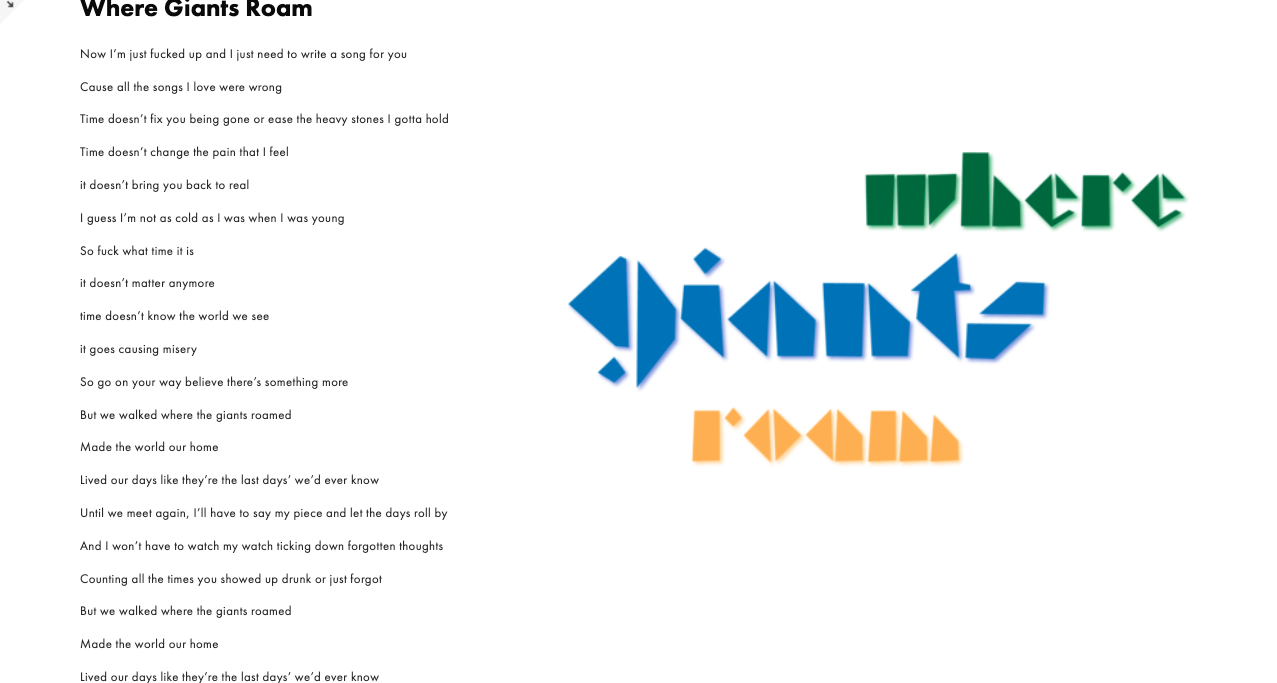 Where Giants Roam
Now I’m just fucked up and I just need to write a song for you
Cause all the songs I love were wrong
Time doesn’t fix you being gone or ease the heavy stones I gotta hold
Time doesn’t change the pain that I feel
it doesn’t bring you back to real
I guess I’m not as cold as I was when I was young
So fuck what time it is
it doesn’t matter anymore
time doesn’t know the world we see
it goes causing misery
So go on your way believe there’s something more
But we walked where the giants roamed
Made the world our home
Lived our days like they’re the last days’ we’d ever know
Until we meet again, I’ll have to say my piece and let the days roll by
And I won’t have to watch my watch ticking down forgotten thoughts
Counting all the times you showed up drunk or just forgot
But we walked where the giants roamed
Made the world our home
Lived our days like they’re the last days’ we’d ever know
where
giants
roam